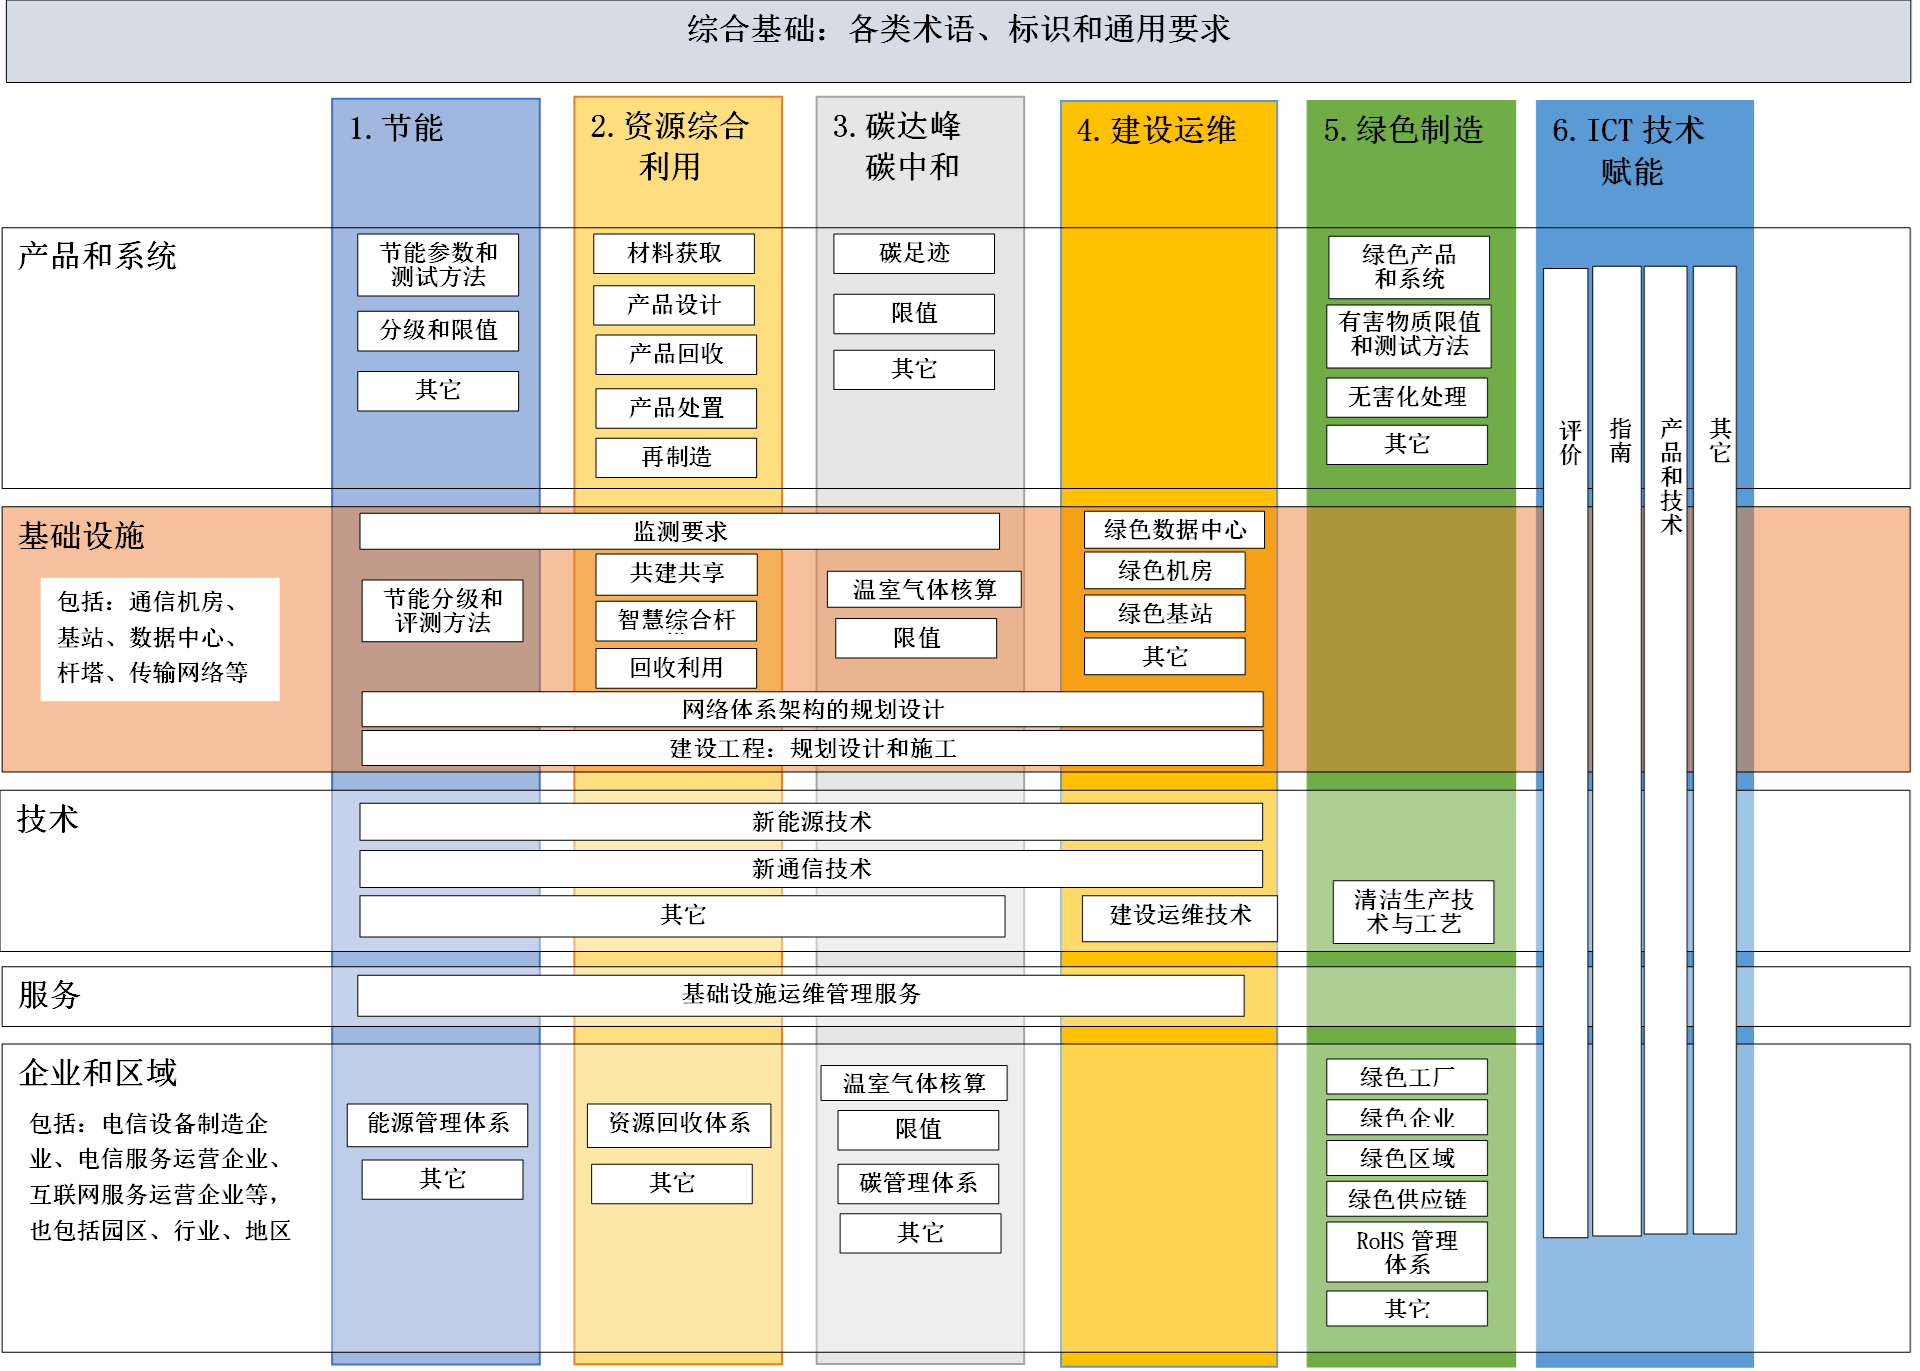 综合基础：各类术语、标识和通用要求
1.节能
2.资源综合
利用
3.碳达峰
碳中和
4.建设运维
5.绿色制造
6.ICT 技术
赋能
产品和系统
节能参数和
测试方法
分级和限值
其它
材料获取
产品设计
产品回收
产品处置
再制造
碳足迹
限值
其它
绿色产品
和系统
有害物质限值
和测试方法
无害化处理
其它
评价
指南
产品和技术
其它
基础设施
包括：通信机房、
基站、数据中心、
杆塔、传输网络等
监测要求
节能分级和
评测方法
共建共享
智慧综合杆
回收利用
温室气体核算
限值
绿色数据中心
绿色机房
绿色基站
其它
网络体系架构的规划设计
建设工程：规划设计和施工
技术
新能源技术
新通信技术
其它
建设运维技术
清洁生产技
术与工艺
服务
基础设施运维管理服务
企业和区域
包括：电信设备制造企
业、电信服务运营企业、
互联网服务运营企业等，
也包括园区、行业、地区
能源管理体系
其它
资源回收体系
其它
温室气体核算
限值
碳管理体系
其它
绿色工厂
绿色企业
绿色区域
绿色供应链
RoHS 管理
体系
其它